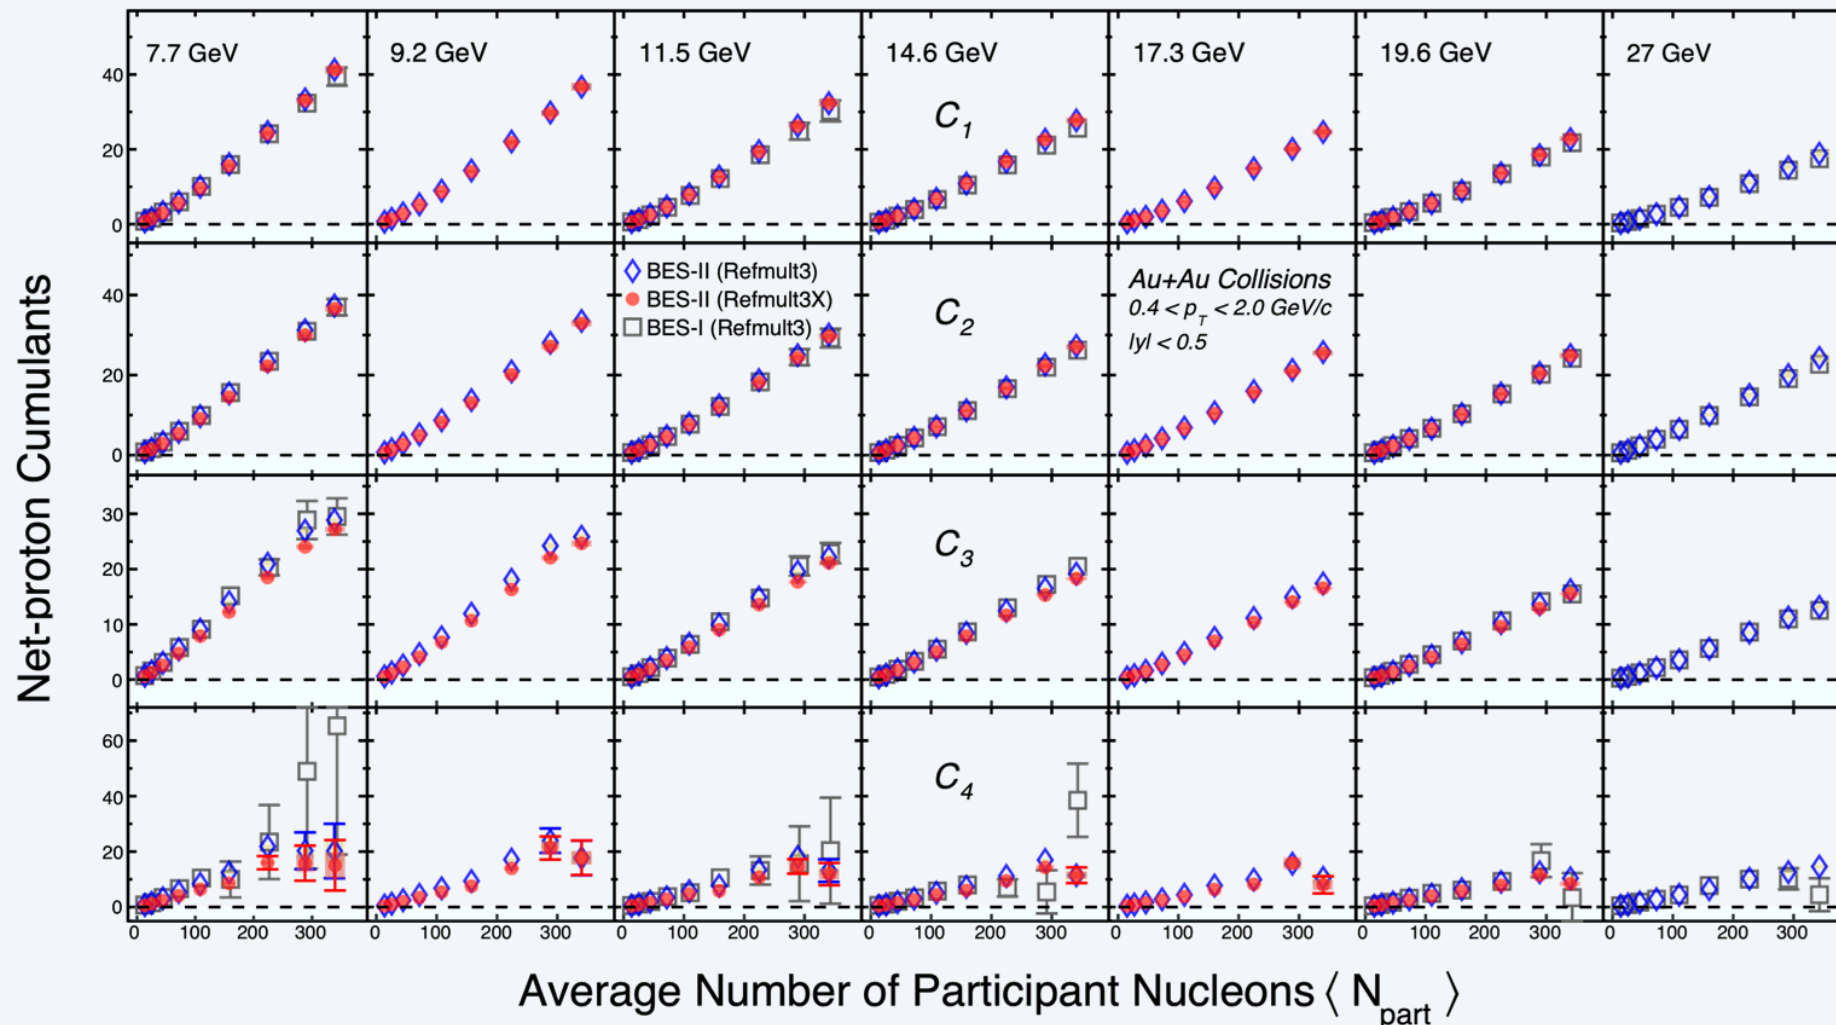 7.7 GeV
9.2 GeV
11.5 GeV
14.6 GeV
17.3 GeV
19.6 GeV
27 GeV
40
20
0
C1
BES-II (Refmult3)
BES-II (Refmult3X)
BES-I (Refmult3)
Au+Au Collisions
0.4 < pT < 2.0 GeV/c
|y| < 0.5
40
20
0
C2
30
20
10
0
C3
60
40
20
0
C4
0 100 200 300
0 100 200 300
0 100 200 300
0 100 200 300
0 100 200 300
0 100 200 300
0 100 200 300
Net-proton Cumulants
Average Number of Participant Nucleons ⟨ Npart ⟩